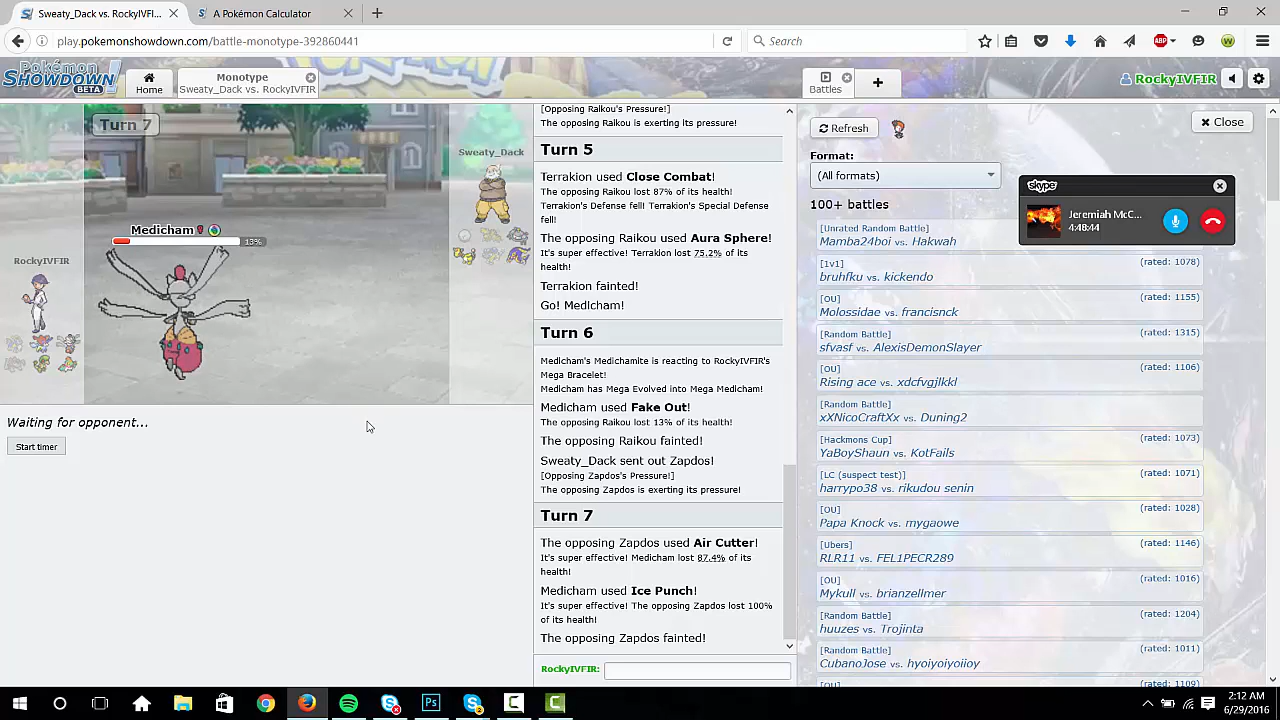 Sweaty_Dack vs. RockyIVFI...
A Pokémon Calculator
play.pokemonshowdown.com/battle-monotype-392860441
Search
ABP
Pokémon
SHOWDOWN!
BETA
Home
Monotype
Sweaty_Dack vs. RockyIVFIR
Battles
RockyIVFIR
Turn 7
Sweaty_Dack
Medicham
13%
RockyIVFIR
Waiting for opponent...
Start timer
[Opposing Raikou's Pressure!]
The opposing Raikou is exerting its pressure!
Turn 5
Terrakion used Close Combat!
The opposing Raikou lost 87% of its health!
Terrakion's Defense fell! Terrakion's Special Defense
fell!
The opposing Raikou used Aura Sphere!
It's super effective! Terrakion lost 75.2% of its
health!
Terrakion fainted!
Go! Medicham!
Turn 6
Medicham's Medichamite is reacting to RockyIVFIR's
Mega Bracelet!
Medicham has Mega Evolved into Mega Medicham!
Medicham used Fake Out!
The opposing Raikou lost 13% of its health!
The opposing Raikou fainted!
Sweaty_Dack sent out Zapdos!
[Opposing Zapdos's Pressure!]
The opposing Zapdos is exerting its pressure!
Turn 7
The opposing Zapdos used Air Cutter!
It's super effective! Medicham lost 87.4% of its
health!
Medicham used Ice Punch!
It's super effective! The opposing Zapdos lost 100%
of its health!
The opposing Zapdos fainted!
RockyIVFIR:
Refresh
Close
Format:
(All formats)
100+ battles
skype
Jeremiah McC...
4:48:44
[Unrated Random Battle]
Mamba24boi vs. Hakwah
[1v1] (rated: 1078)
bruhfku vs. kickendo
[OU] (rated: 1155)
Molossidae vs. francisnck
[Random Battle] (rated: 1315)
sfvasf vs. AlexisDemonSlayer
[OU] (rated: 1106)
Rising ace vs. xdcfvgjlkkl
[Random Battle]
xXNicoCraftXx vs. Duning2
[Hackmons Cup] (rated: 1073)
YaBoyShaun vs. KotFails
[LC (suspect test)] (rated: 1071)
harrypo38 vs. rikudou senin
[OU] (rated: 1028)
Papa Knock vs. mygaowe
[Ubers] (rated: 1146)
RLR11 vs. FEL1PECR289
[OU] (rated: 1016)
Mykull vs. brianzellmer
[Random Battle] (rated: 1204)
huuzes vs. Trojinta
[Random Battle] (rated: 1011)
CubanoJose vs. hyoiyoiyoiioy
[OU] (rated: 1109)
Ps
2:12 AM
6/29/2016